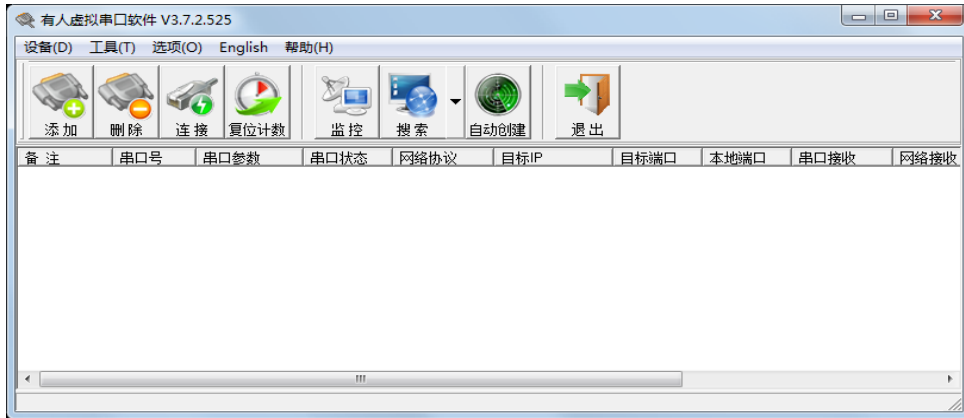 有人虚拟串口软件 V3.7.2.525
设备(D) 工具(T) 选项(O) English 帮助(H)
添加 删除 连接 复位计数 监控 搜索 自动创建 退出
备注 串口号 串口参数 串口状态 网络协议 目标IP 目标端口 本地端口 串口接收 网络接收